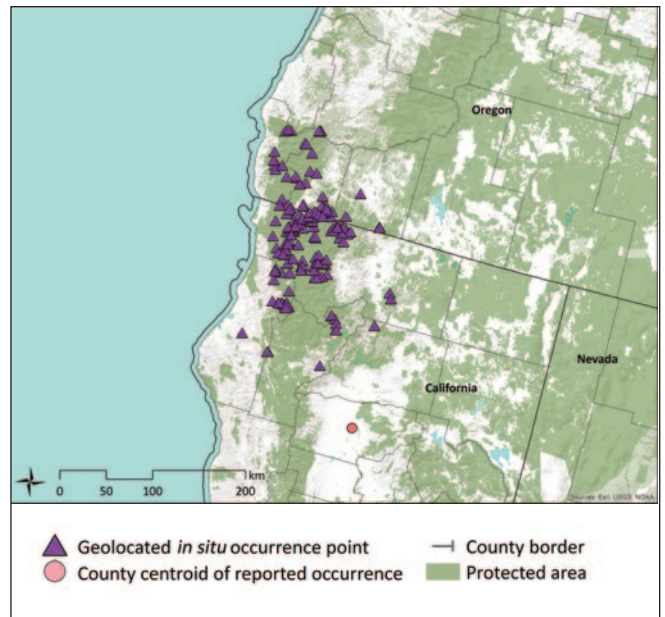 Oregon
Nevada
California
km
0 50 100 200
Sources: Esri, USGS, NOAA
Geolocated in situ occurrence point
County border
County centroid of reported occurrence
Protected area